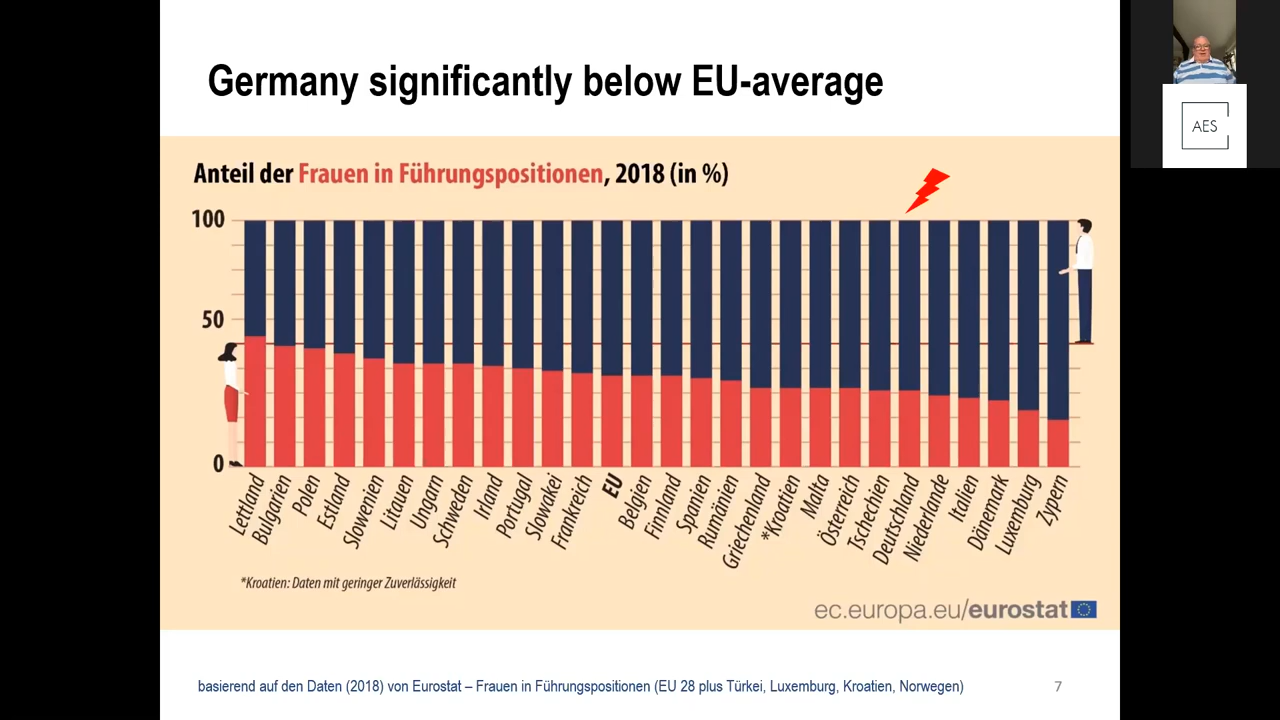 Germany significantly below EU-average
AES
Anteil der Frauen in Führungspositionen, 2018 (in %)
100
50
0
Lettland
Bulgarien
Polen
Estland
Slowenien
Litauen
Ungarn
Schweden
Irland
Portugal
Slowakei
Frankreich
EU
Belgien
Finnland
Spanien
Rumänien
Griechenland
*Kroatien
Malta
Österreich
Tschechien
Deutschland
Niederlande
Italien
Dänemark
Luxemburg
Zypern
*Kroatien: Daten mit geringer Zuverlässigkeit
ec.europa.eu/eurostat
basierend auf den Daten (2018) von Eurostat – Frauen in Führungspositionen (EU 28 plus Türkei, Luxemburg, Kroatien, Norwegen)
7